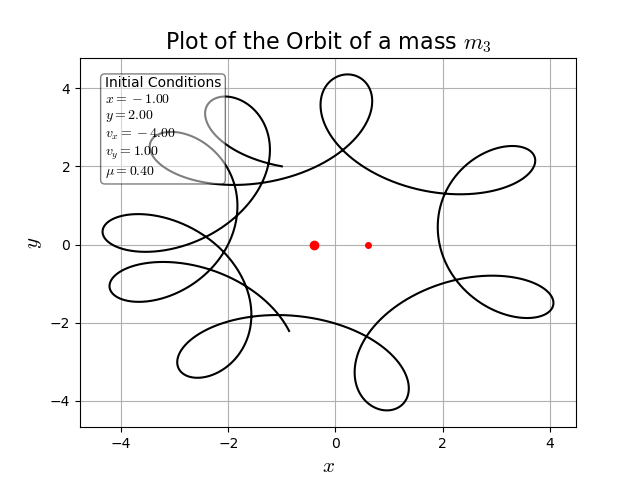 Plot of the Orbit of a mass m₃
Initial Conditions
x = −1.00
y = 2.00
vₓ = −4.00
v_y = 1.00
μ = 0.40
4
2
0
−2
−4
y
−4
−2
0
2
4
x